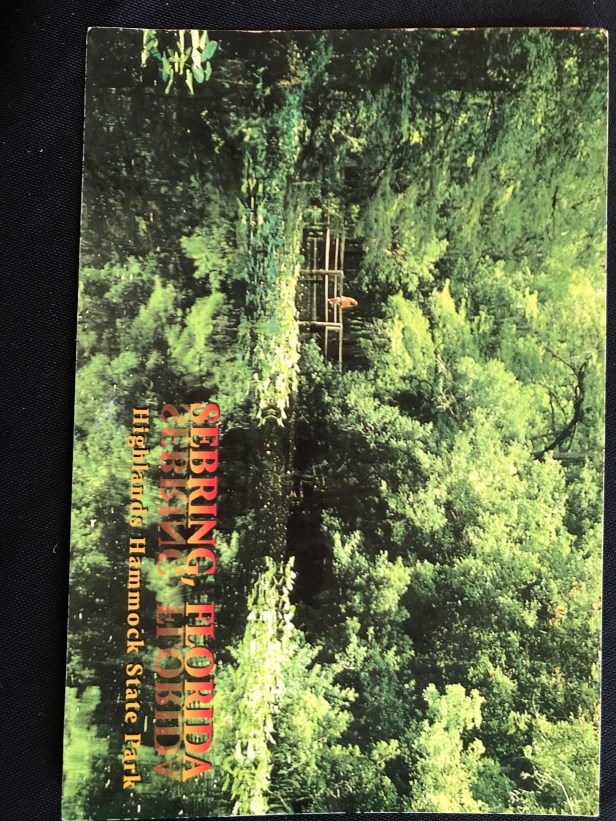 SEBRING, FLORIDA
Highlands Hammock State Park